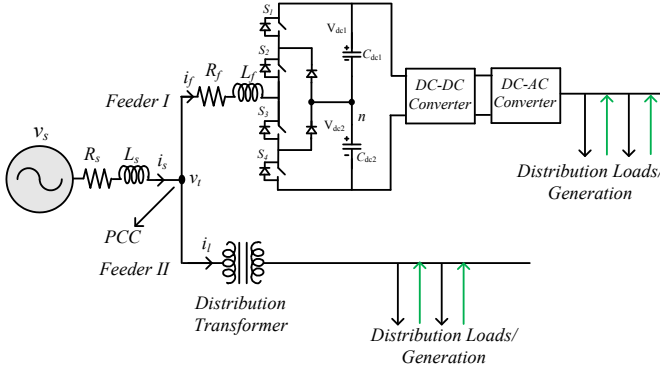 S1
Vdc1
S2
Cdc1
if
Rf
Lf
DC-DC
Converter
DC-AC
Converter
Feeder I
S3
Vdc2
n
vs
Rs
Ls
is
S4
Cdc2
Distribution Loads/
Generation
vt
PCC
il
Feeder II
Distribution
Transformer
Distribution Loads/
Generation